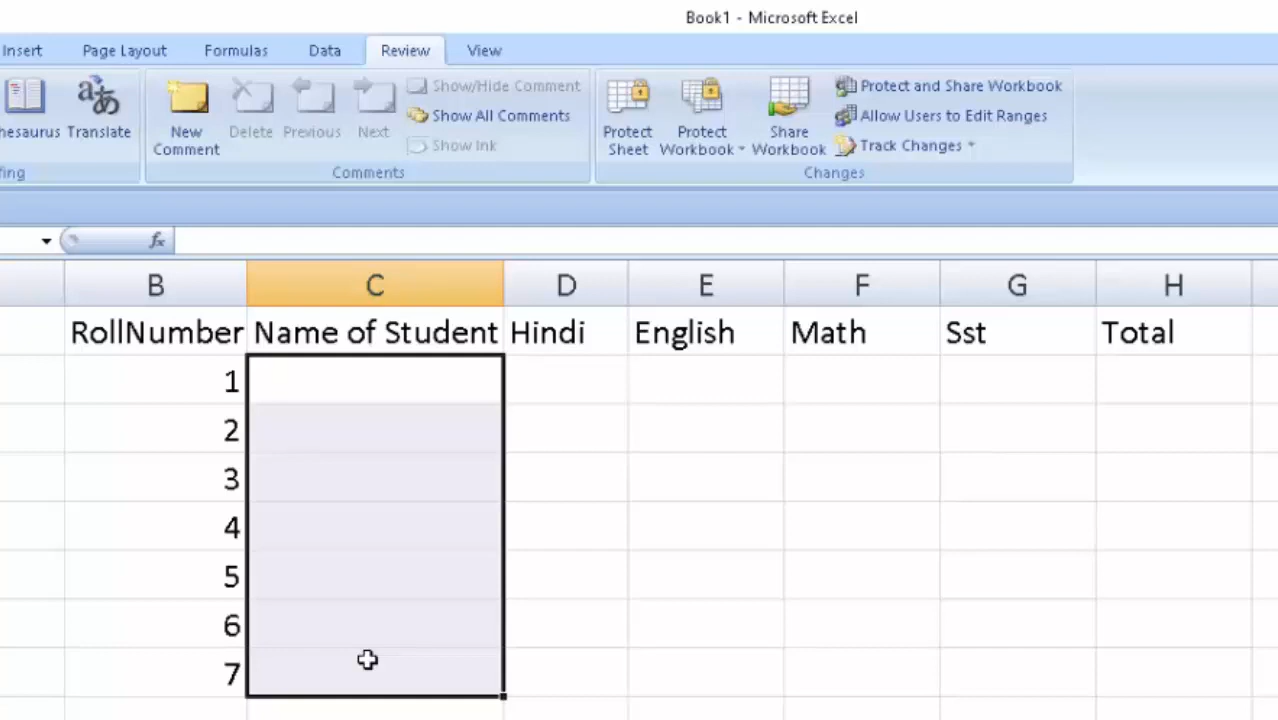 Book1 - Microsoft Excel
Insert Page Layout Formulas Data Review View
hesaurus Translate New Comment Delete Previous Next Show/Hide Comment
Show All Comments
Show Ink
Protect Sheet Protect Workbook Share Workbook Protect and Share Workbook
Allow Users to Edit Ranges
Track Changes
fing Comments Changes
fx
B C D E F G H
RollNumber Name of Student Hindi English Math Sst Total
1
2
3
4
5
6
7